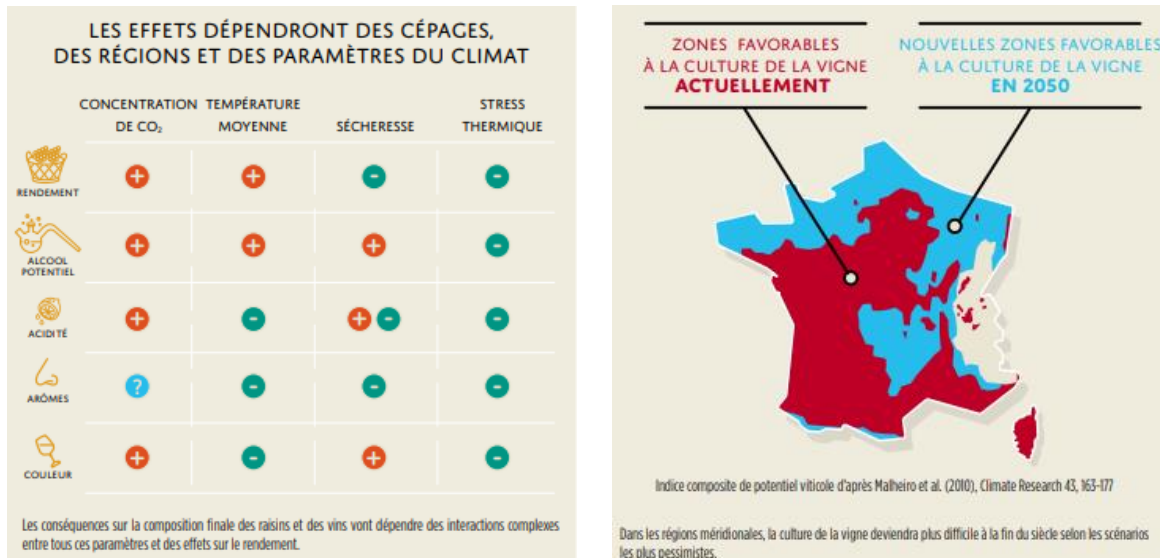 LES EFFETS DÉPENDRONT DES CÉPAGES,
DES RÉGIONS ET DES PARAMÈTRES DU CLIMAT
CONCENTRATION DE CO₂
TEMPÉRATURE MOYENNE
SÉCHERESSE
STRESS THERMIQUE
RENDEMENT + + - -
ALCOOL POTENTIEL + + + -
ACIDITÉ + - + - -
ARÔMES ? - - -
COULEUR + - + -
Les conséquences sur la composition finale des raisins et des vins vont dépendre des interactions complexes
entre tous ces paramètres et des effets sur le rendement.
ZONES FAVORABLES
À LA CULTURE DE LA VIGNE
ACTUELLEMENT
NOUVELLES ZONES FAVORABLES
À LA CULTURE DE LA VIGNE
EN 2050
Indice composite de potentiel viticole d'après Malheiro et al. (2010), Climate Research 43, 163-177
Dans les régions méridionales, la culture de la vigne deviendra plus difficile à la fin du siècle selon les scénarios
les plus pessimistes.